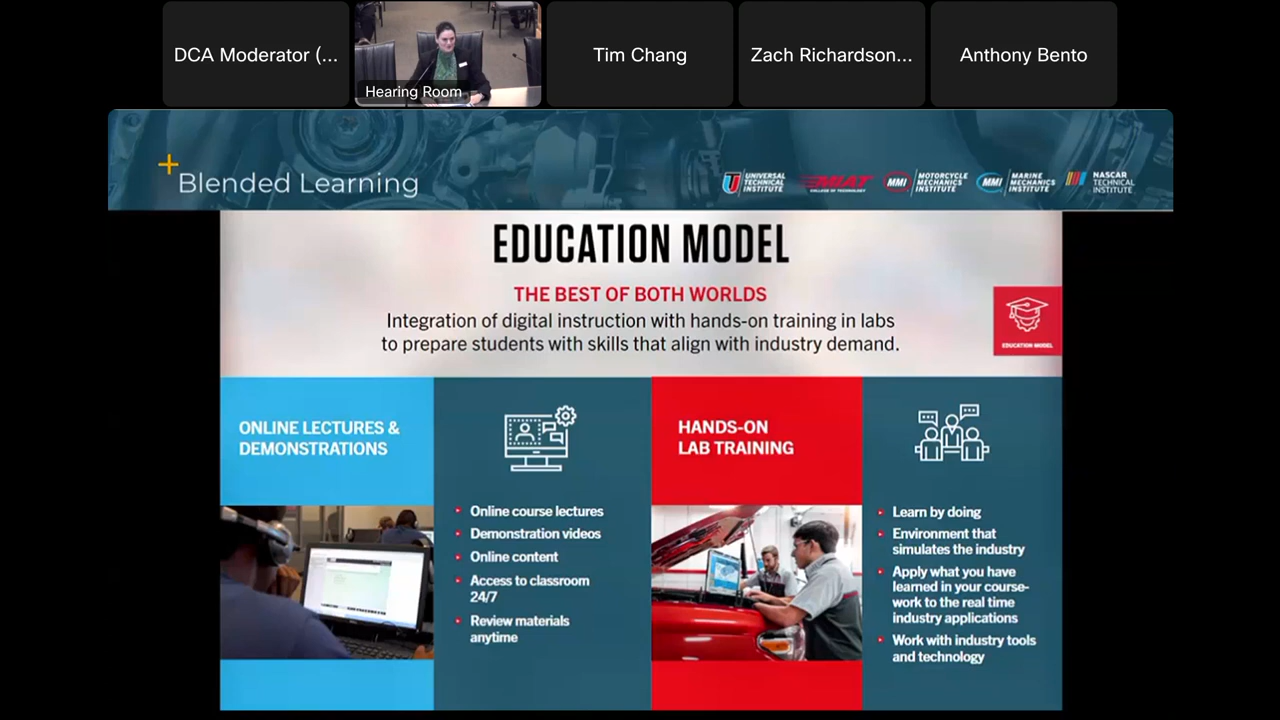 DCA Moderator (...
Hearing Room
Tim Chang
Zach Richardson...
Anthony Bento
Blended Learning
UNIVERSAL
TECHNICAL
INSTITUTE
MIAT
COLLEGE OF TECHNOLOGY
MMI
MOTORCYCLE
MECHANICS
INSTITUTE
MMI
MARINE
MECHANICS
INSTITUTE
NASCAR
TECHNICAL
INSTITUTE
EDUCATION MODEL
THE BEST OF BOTH WORLDS
Integration of digital instruction with hands-on training in labs
to prepare students with skills that align with industry demand.
EDUCATION MODEL
ONLINE LECTURES &
DEMONSTRATIONS
Online course lectures
Demonstration videos
Online content
Access to classroom
24/7
Review materials
anytime
HANDS-ON
LAB TRAINING
Learn by doing
Environment that
simulates the industry
Apply what you have
learned in your course-
work to the real time
industry applications
Work with industry tools
and technology